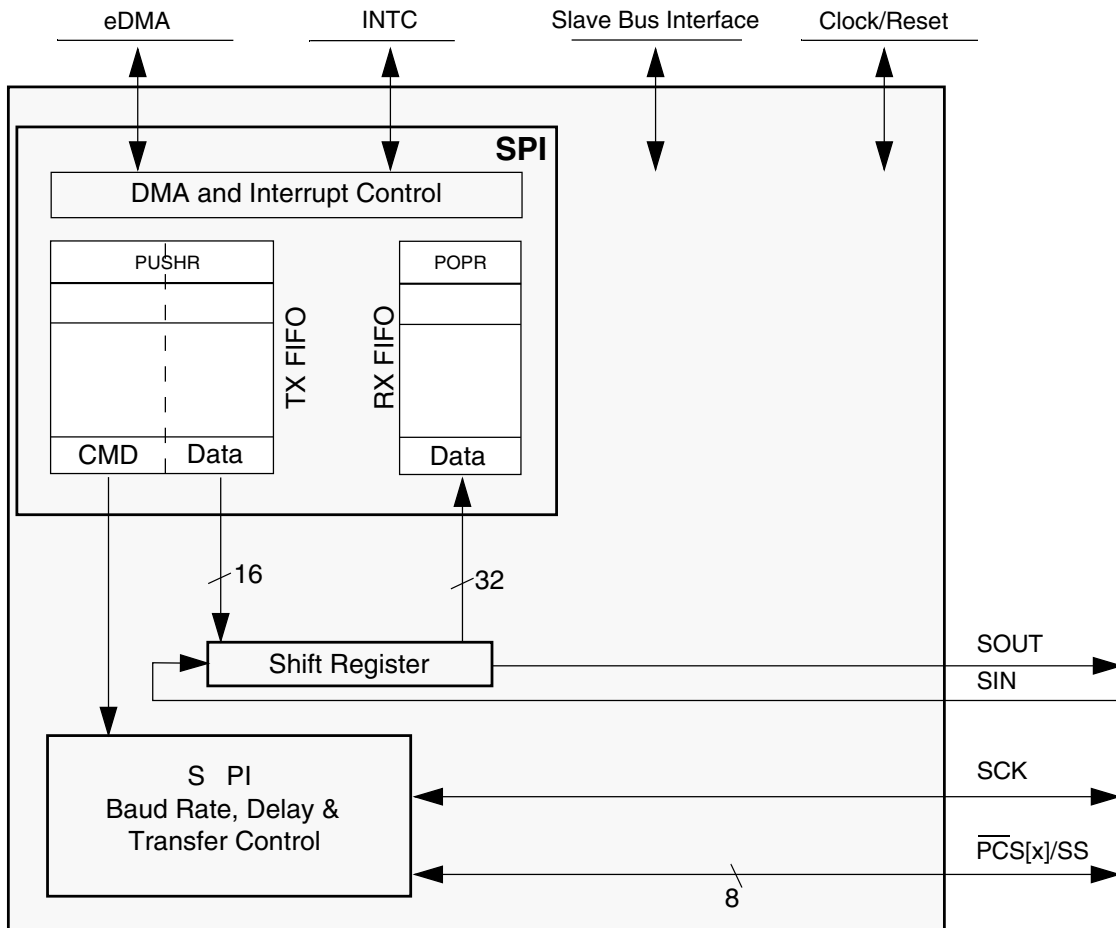 eDMA
INTC
Slave Bus Interface
Clock/Reset
SPI
DMA and Interrupt Control
PUSHR
POPR
TX FIFO
RX FIFO
CMD
Data
Data
16
32
Shift Register
SOUT
SIN
S PI
Baud Rate, Delay &
Transfer Control
SCK
PCS[x]/SS
8